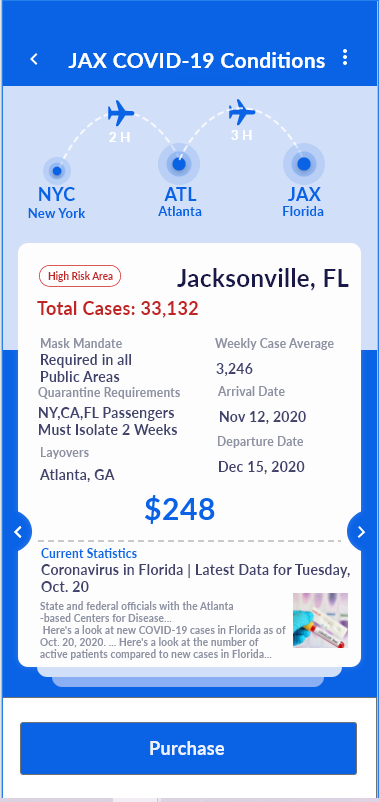 JAX COVID-19 Conditions
2 H
3 H
NYC
ATL
JAX
New York
Atlanta
Florida
High Risk Area
Jacksonville, FL
Total Cases: 33,132
Mask Mandate
Required in all
Public Areas
Quarantine Requirements
NY,CA,FL Passengers
Must Isolate 2 Weeks
Layovers
Atlanta, GA
Weekly Case Average
3,246
Arrival Date
Nov 12, 2020
Departure Date
Dec 15, 2020
$248
Current Statistics
Coronavirus in Florida | Latest Data for Tuesday,
Oct. 20
State and federal officials with the Atlanta
-based Centers for Disease...
Here's a look at new COVID-19 cases in Florida as of
Oct. 20, 2020. ... Here's a look at the number of
active patients compared to new cases in Florida...
Purchase